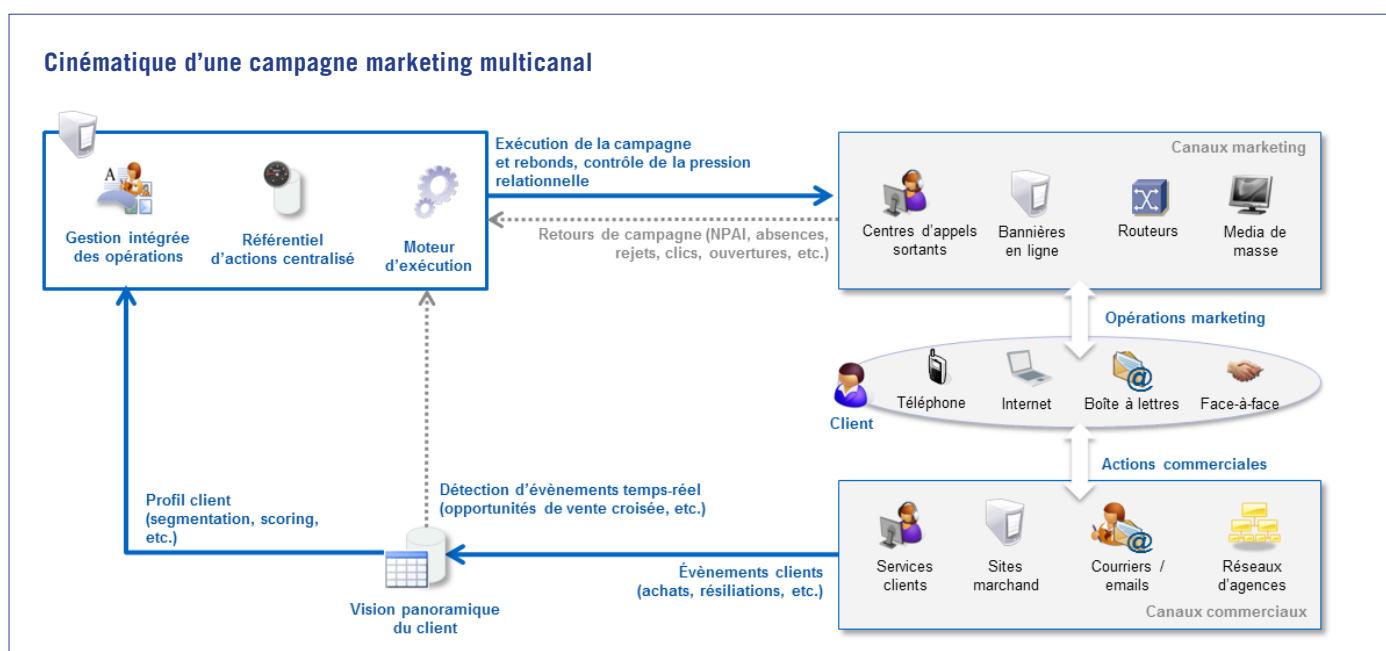 Cinématique d’une campagne marketing multicanal
Gestion intégrée
des opérations
Référentiel
d’actions centralisé
Moteur
d’exécution
Exécution de la campagne
et rebonds, contrôle de la pression
relationnelle
Retours de campagne (NPAI, absences,
rejets, clics, ouvertures, etc.)
Canaux marketing
Centres d’appels
sortants
Bannières
en ligne
Routeurs
Media de
masse
Opérations marketing
Client
Téléphone
Internet
Boîte à lettres
Face-à-face
Actions commerciales
Profil client
(segmentation, scoring,
etc.)
Détection d’évènements temps-réel
(opportunités de vente croisée, etc.)
Vision panoramique
du client
Évènements clients
(achats, résiliations, etc.)
Services
clients
Sites
marchand
Courriers /
emails
Réseaux
d’agences
Canaux commerciaux